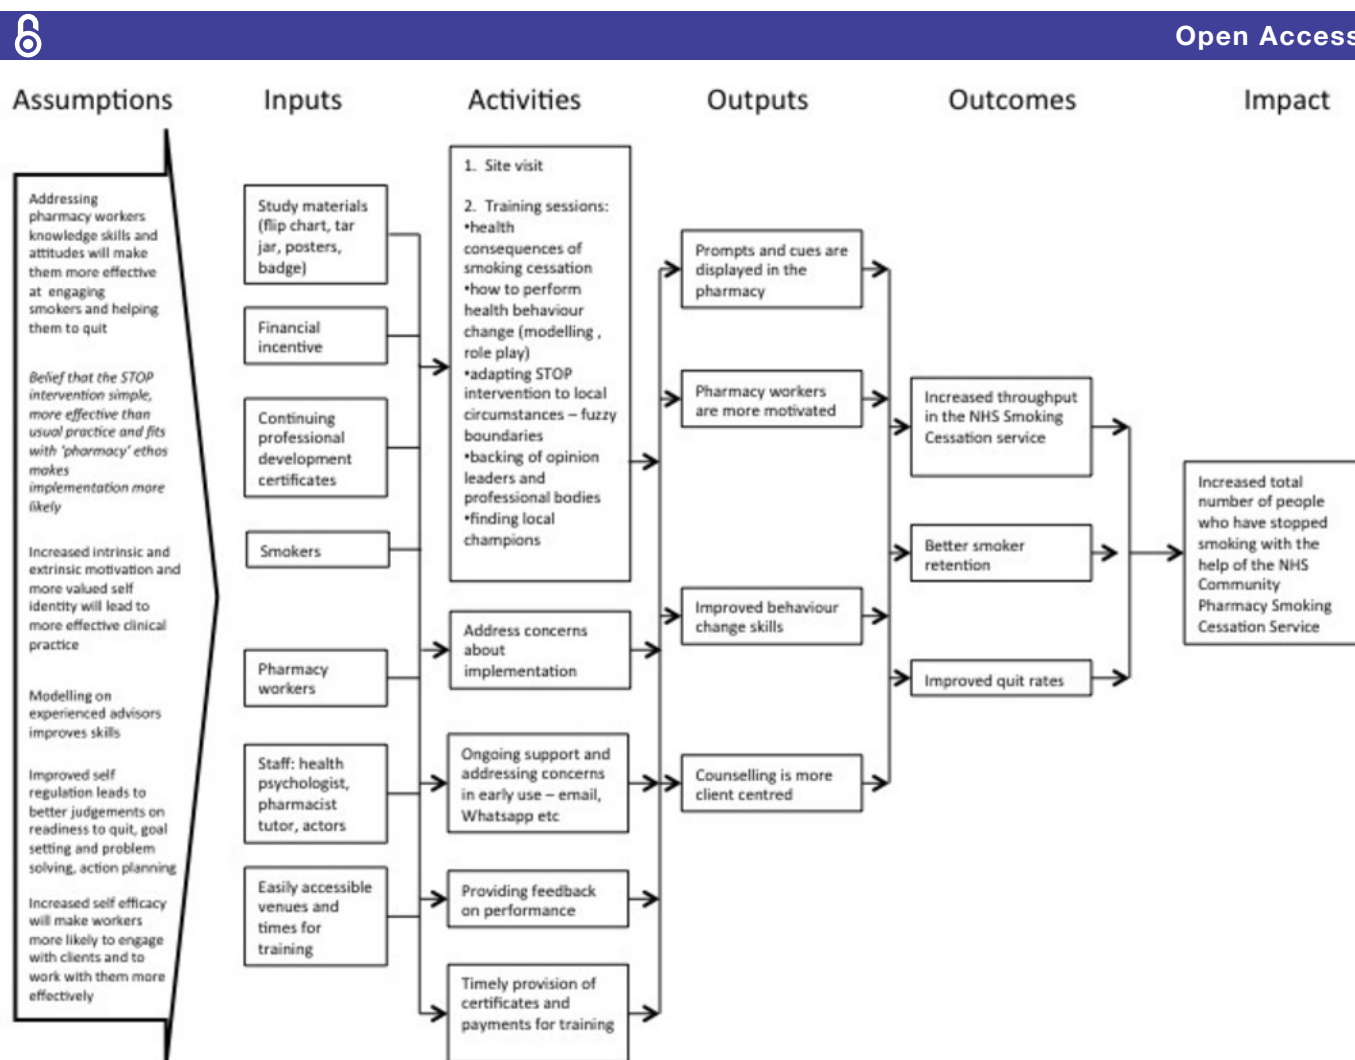 Open Access
Assumptions
Inputs
Activities
Outputs
Outcomes
Impact
Addressing
pharmacy workers
knowledge skills and
attitudes will make
them more effective
at engaging
smokers and helping
them to quit
Belief that the STOP
intervention simple,
more effective than
usual practice and fits
with 'pharmacy' ethos
makes
implementation more
likely
Increased intrinsic and
extrinsic motivation and
more valued self
identity will lead to
more effective clinical
practice
Modelling on
experienced advisors
improves skills
Improved self
regulation leads to
better judgements on
readiness to quit, goal
setting and problem
solving, action planning
Increased self efficacy
will make workers
more likely to engage
with clients and to
work with them more
effectively
Study materials
(flip chart, tar
jar, posters,
badge)
Financial
incentive
Continuing
professional
development
certificates
Smokers
Pharmacy
workers
Staff: health
psychologist,
pharmacist
tutor, actors
Easily accessible
venues and
times for
training
1. Site visit
2. Training sessions:
•health
consequences of
smoking cessation
•how to perform
health behaviour
change (modelling ,
role play)
•adapting STOP
intervention to local
circumstances – fuzzy
boundaries
•backing of opinion
leaders and
professional bodies
•finding local
champions
Address concerns
about
implementation
Ongoing support and
addressing concerns
in early use – email,
Whatsapp etc
Providing feedback
on performance
Timely provision of
certificates and
payments for training
Prompts and cues are
displayed in the
pharmacy
Pharmacy workers
are more motivated
Improved behaviour
change skills
Counselling is more
client centred
Increased throughput
in the NHS Smoking
Cessation service
Better smoker
retention
Improved quit rates
Increased total
number of people
who have stopped
smoking with the
help of the NHS
Community
Pharmacy Smoking
Cessation Service